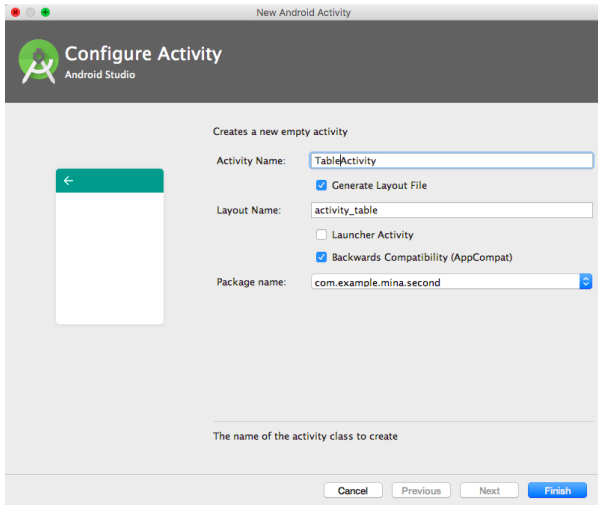 New Android Activity
Configure Activity
Android Studio
Creates a new empty activity
Activity Name: TableActivity
Generate Layout File
Layout Name: activity_table
Launcher Activity
Backwards Compatibility (AppCompat)
Package name: com.example.mina.second
The name of the activity class to create
Cancel Previous Next Finish